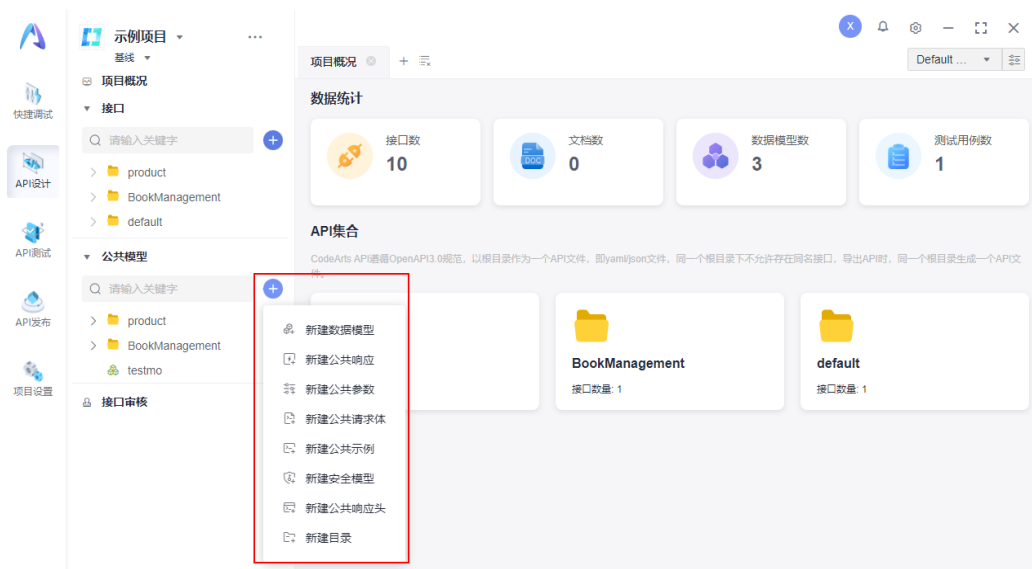 示例项目
基线
项目概况
接口
请输入关键字
product
BookManagement
default
公共模型
请输入关键字
product
BookManagement
testmo
接口审核
快捷调试
API设计
API测试
API发布
项目设置
X
项目概况
Default ...
数据统计
接口数
10
文档数
0
DOC
数据模型数
3
测试用例数
1
API集合
CodeArts API遵循OpenAPI3.0规范，以根目录作为一个API文件，即yaml/json文件，同一个根目录下不允许存在同名接口，导出API时，同一个根目录生成一个API文
件。
BookManagement
接口数量: 1
default
接口数量: 1
新建数据模型
新建公共响应
新建公共参数
新建公共请求体
新建公共示例
新建安全模型
新建公共响应头
新建目录